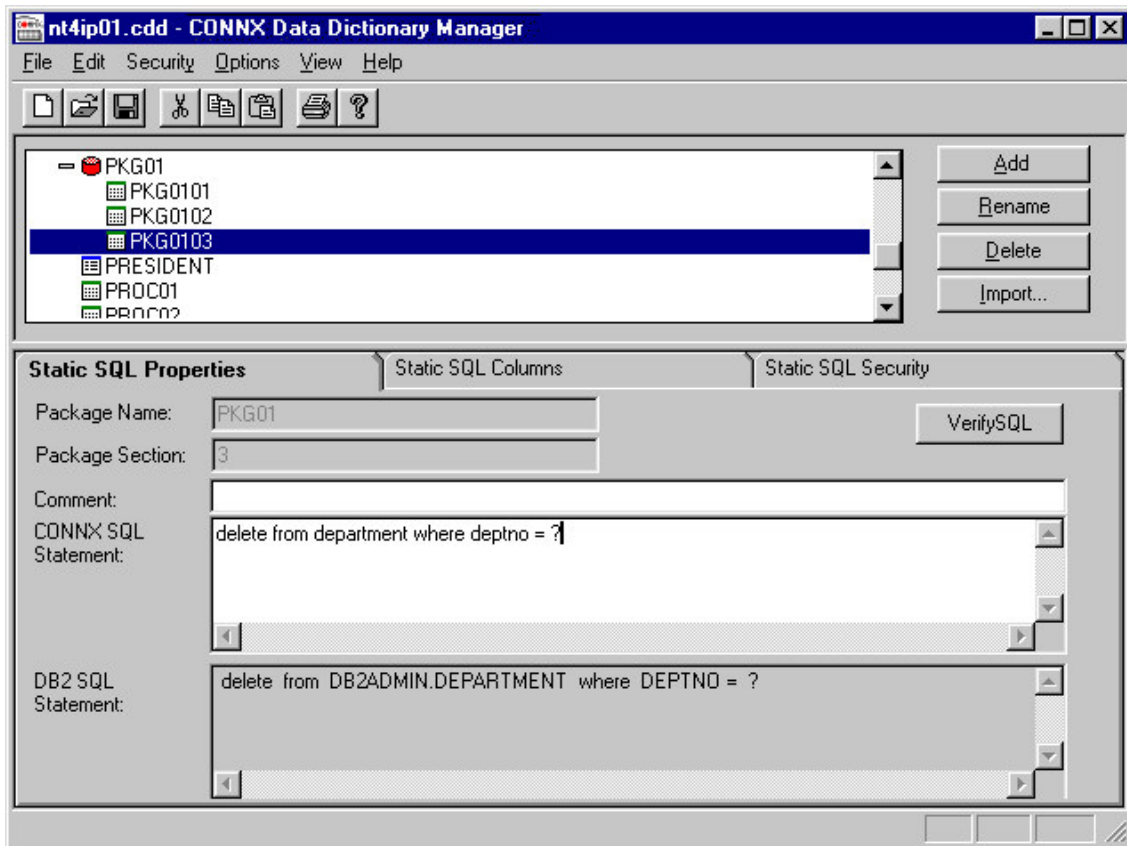 nt4ip01.cdd - CONNX Data Dictionary Manager
File Edit Security Options View Help
PKG01
PKG0101
PKG0102
PKG0103
PRESIDENT
PROC01
PROC02
Add
Rename
Delete
Import...
Static SQL Properties Static SQL Columns Static SQL Security
Package Name: PKG01 VerifySQL
Package Section: 3
Comment:
CONNX SQL Statement: delete from department where deptno = ?
DB2 SQL Statement: delete from DB2ADMIN.DEPARTMENT where DEPTNO = ?